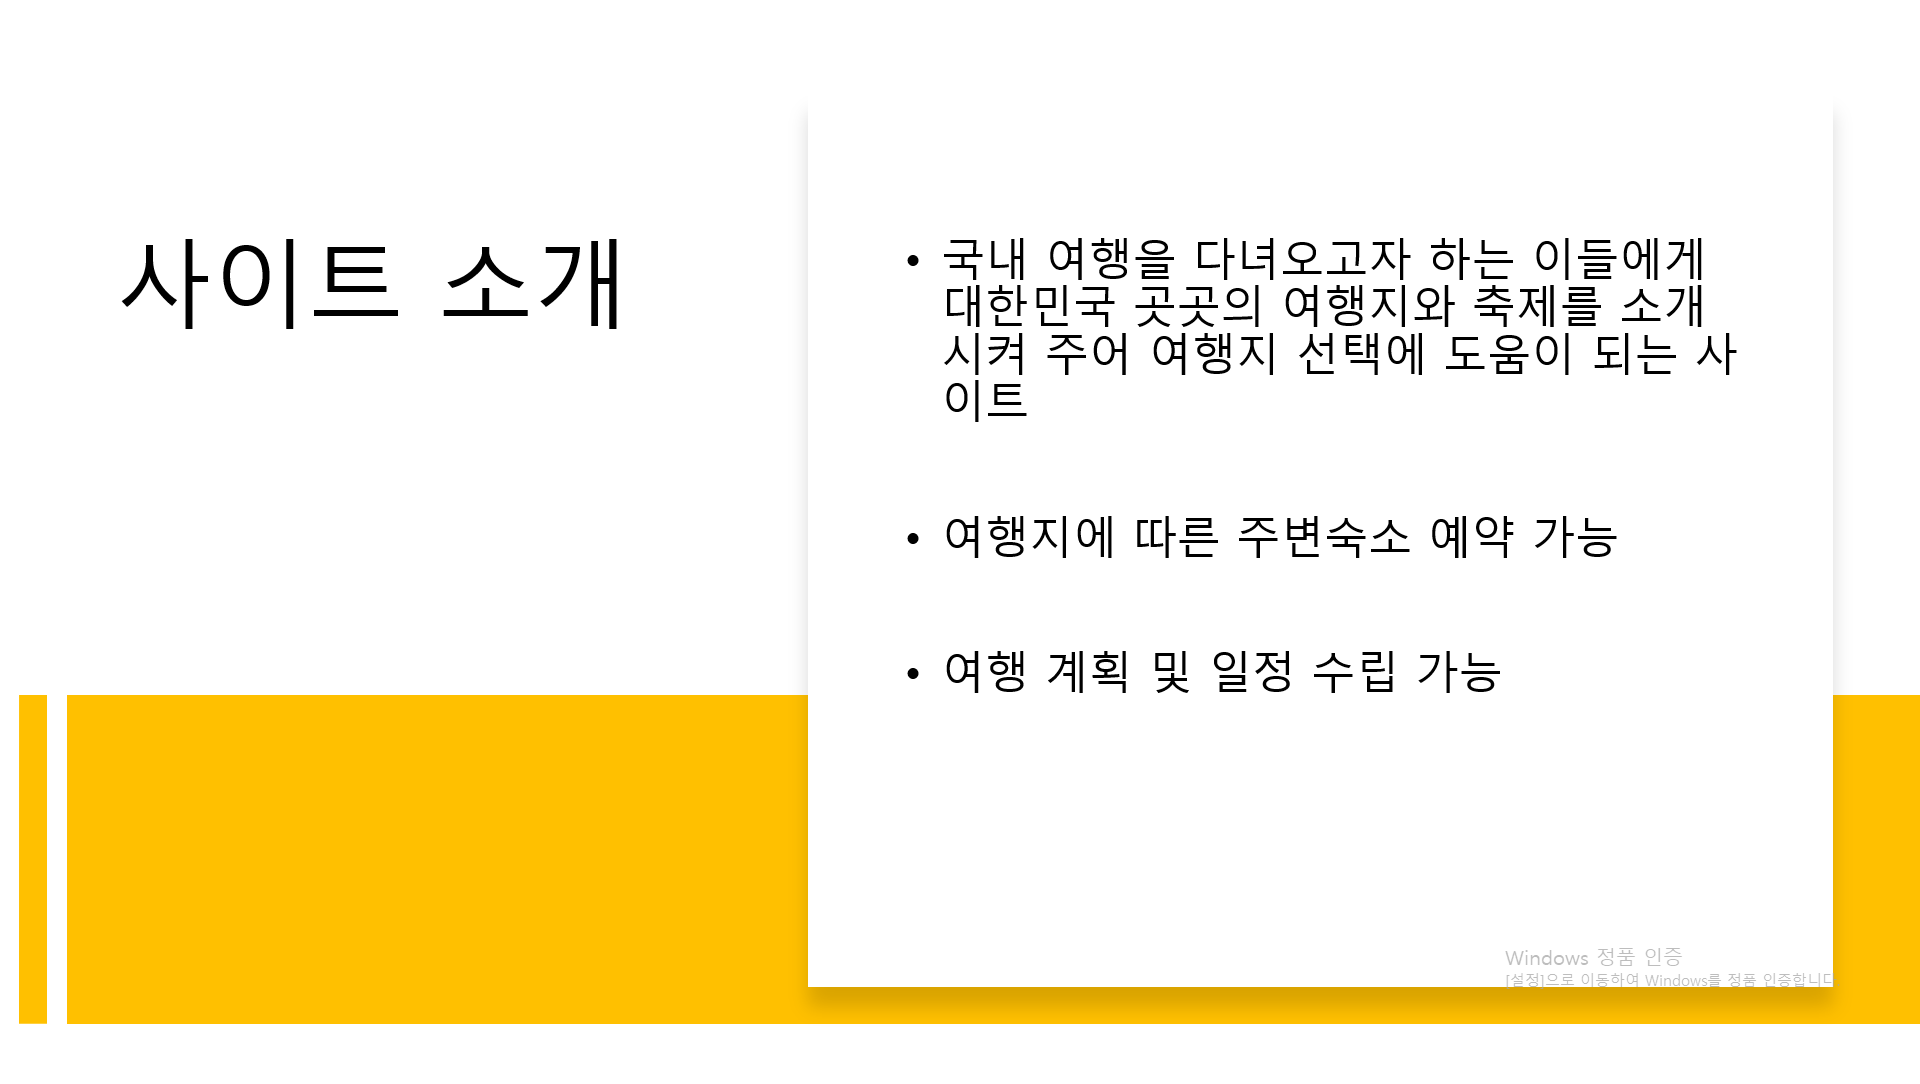 사이트 소개
• 국내 여행을 다녀오고자 하는 이들에게
대한민국 곳곳의 여행지와 축제를 소개
시켜 주어 여행지 선택에 도움이 되는 사
이트
• 여행지에 따른 주변숙소 예약 가능
• 여행 계획 및 일정 수립 가능
Windows 정품 인증
[설정]으로 이동하여 Windows를 정품 인증합니다.